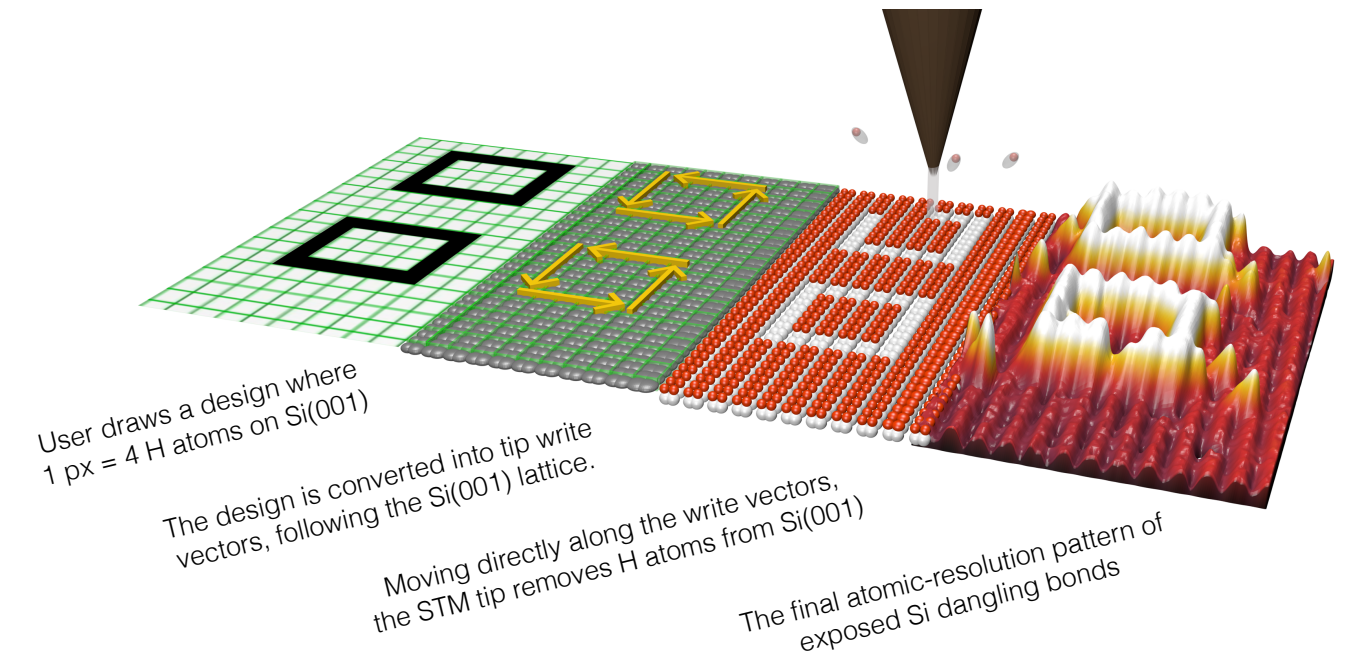 User draws a design where
1 px = 4 H atoms on Si(001)
The design is converted into tip write
vectors, following the Si(001) lattice.
Moving directly along the write vectors,
the STM tip removes H atoms from Si(001)
The final atomic-resolution pattern of
exposed Si dangling bonds